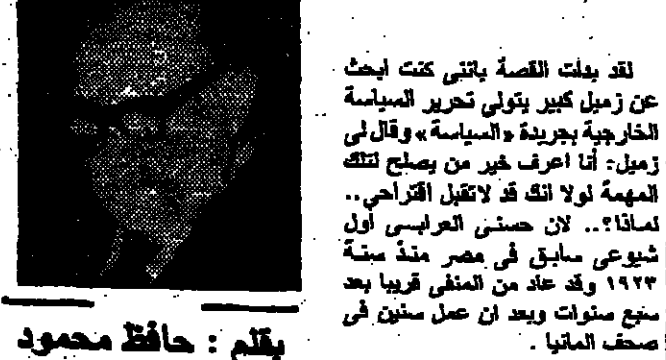 لقد بدأت القصة باننى كنت ابحث
عن زميل كبير يتولى تحرير السياسة
الخارجية بجريدة «السياسة» وقال لى
زميل: أنا اعرف خير من يصلح لتلك
المهمة لولا انك قد لاتقبل اقتراحى..
لماذا؟.. لان حسنى العرابسى أول
شيوعى سابق فى مصر منذ سنة
١٩٢٣ وقد عاد من المنفى قريبا بعد
سبع سنوات وبعد ان عمل سنين فى
صحف المانيا .
بقلم : حافظ محمود